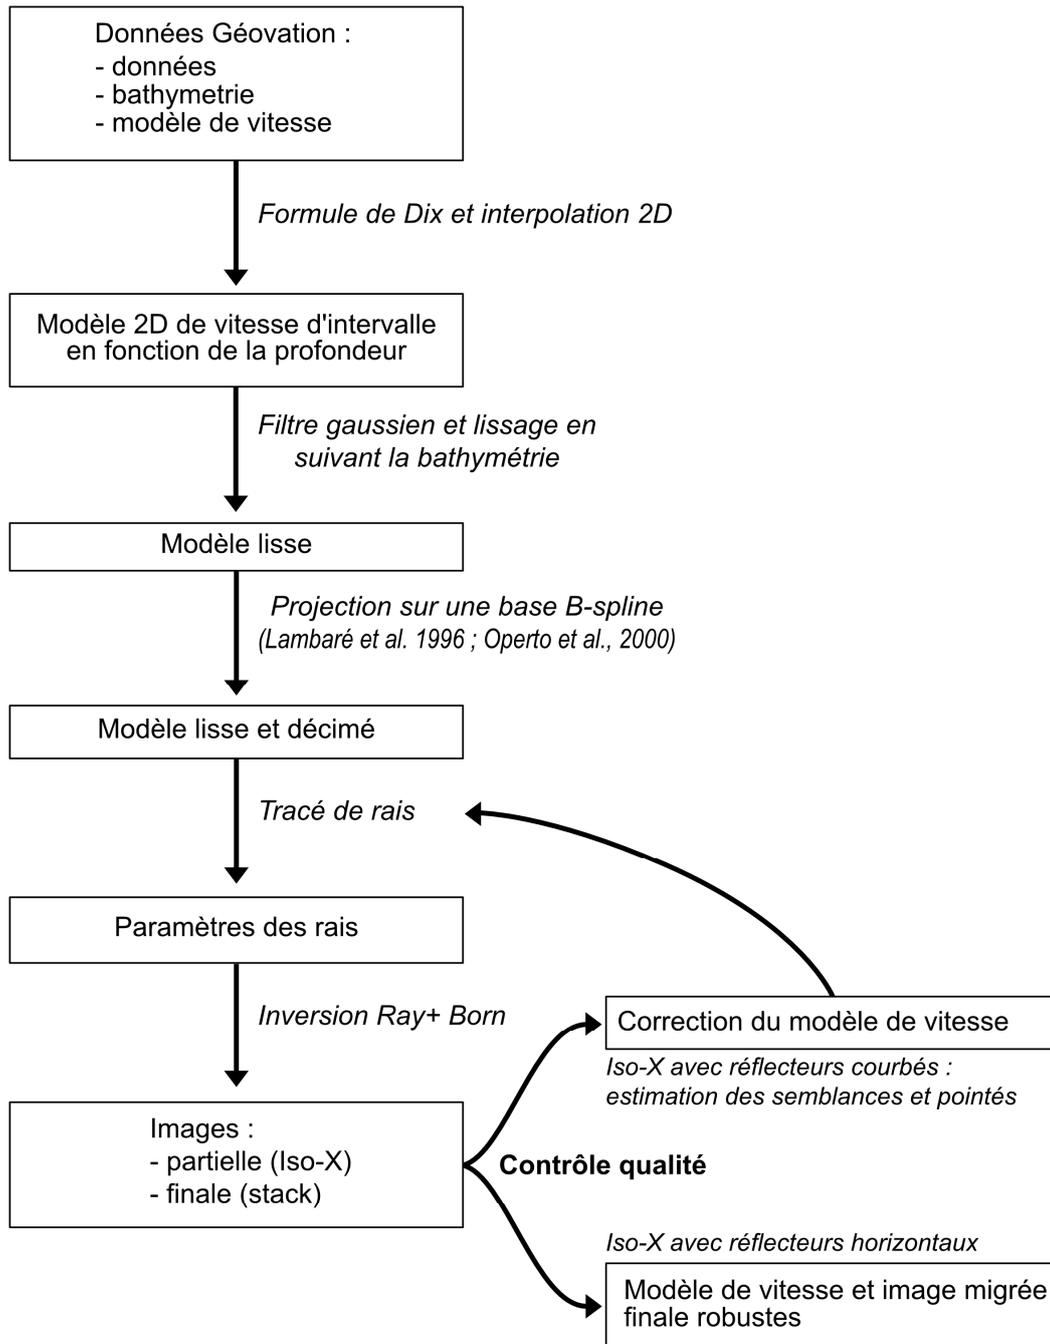 Données Géovation :
- données
- bathymetrie
- modèle de vitesse
Formule de Dix et interpolation 2D
Modèle 2D de vitesse d'intervalle
en fonction de la profondeur
Filtre gaussien et lissage en
suivant la bathymétrie
Modèle lisse
Projection sur une base B-spline
(Lambaré et al. 1996 ; Operto et al., 2000)
Modèle lisse et décimé
Tracé de rais
Paramètres des rais
Inversion Ray+ Born
Correction du modèle de vitesse
Iso-X avec réflecteurs courbés :
estimation des semblances et pointés
Images :
- partielle (Iso-X)
- finale (stack)
Contrôle qualité
Iso-X avec réflecteurs horizontaux
Modèle de vitesse et image migrée
finale robustes